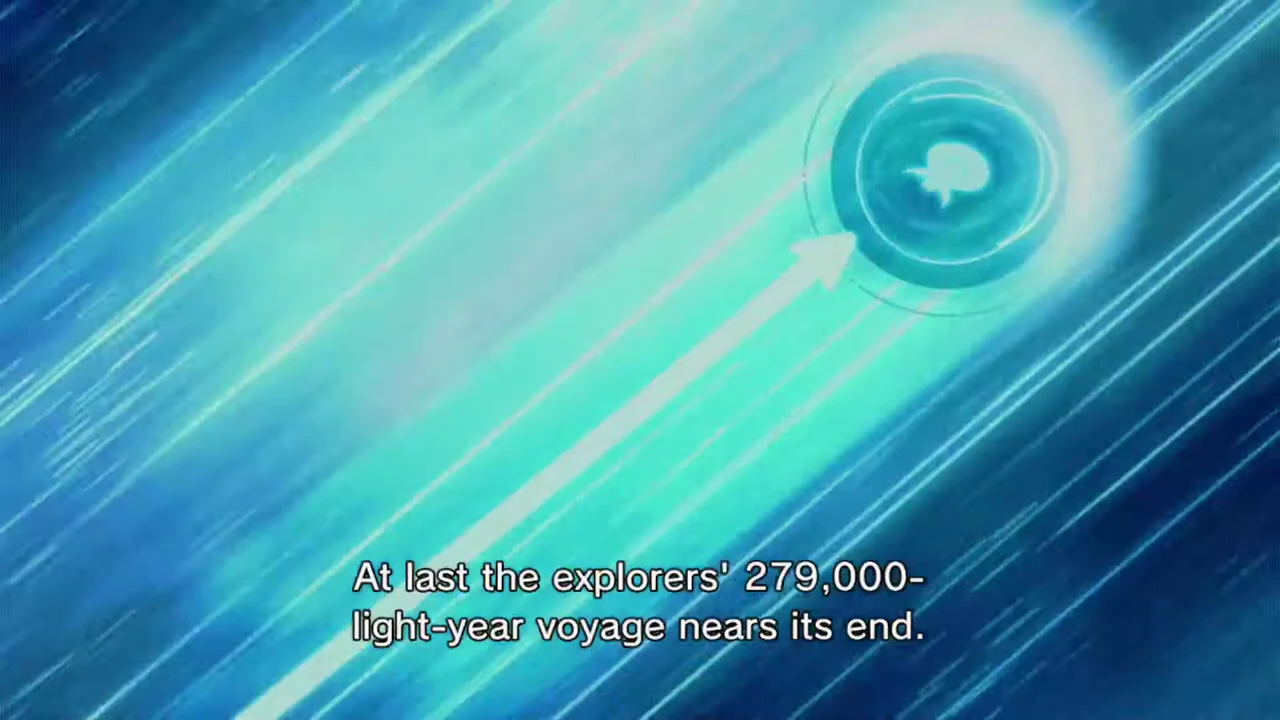 At last the explorers' 279,000-
light-year voyage nears its end.